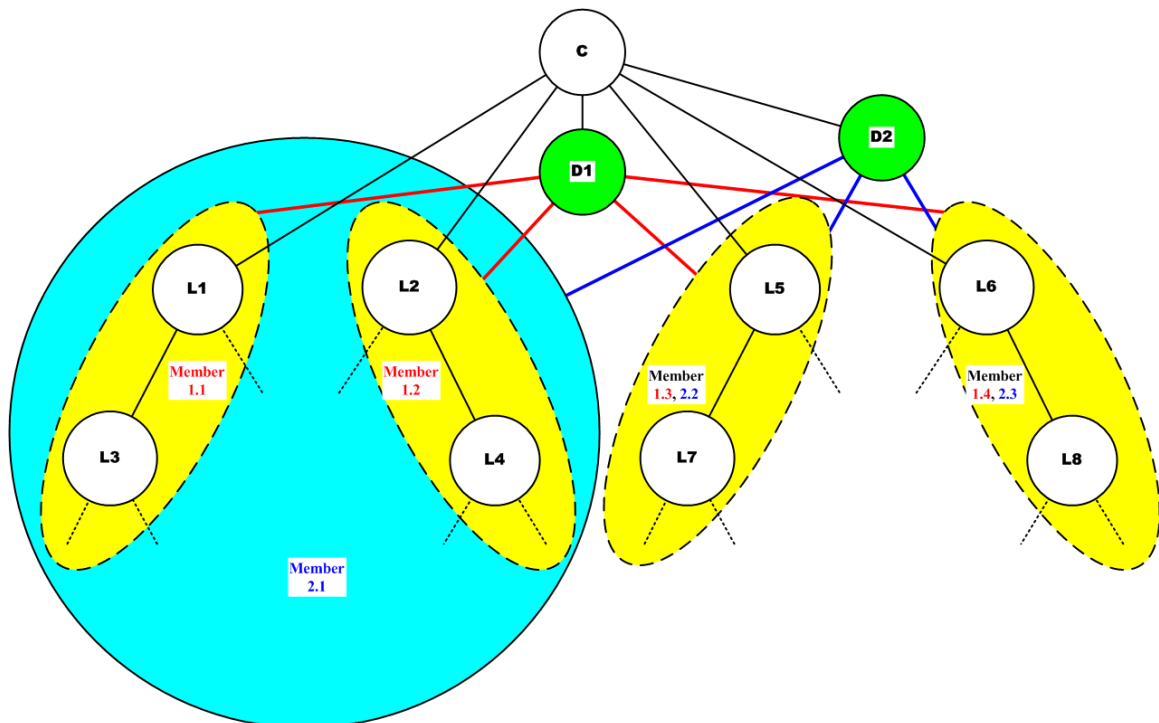 C
D2
D1
L1
L2
L5
L6
Member
1.1
Member
1.2
Member
1.3, 2.2
Member
1.4, 2.3
L3
L4
L7
L8
Member
2.1